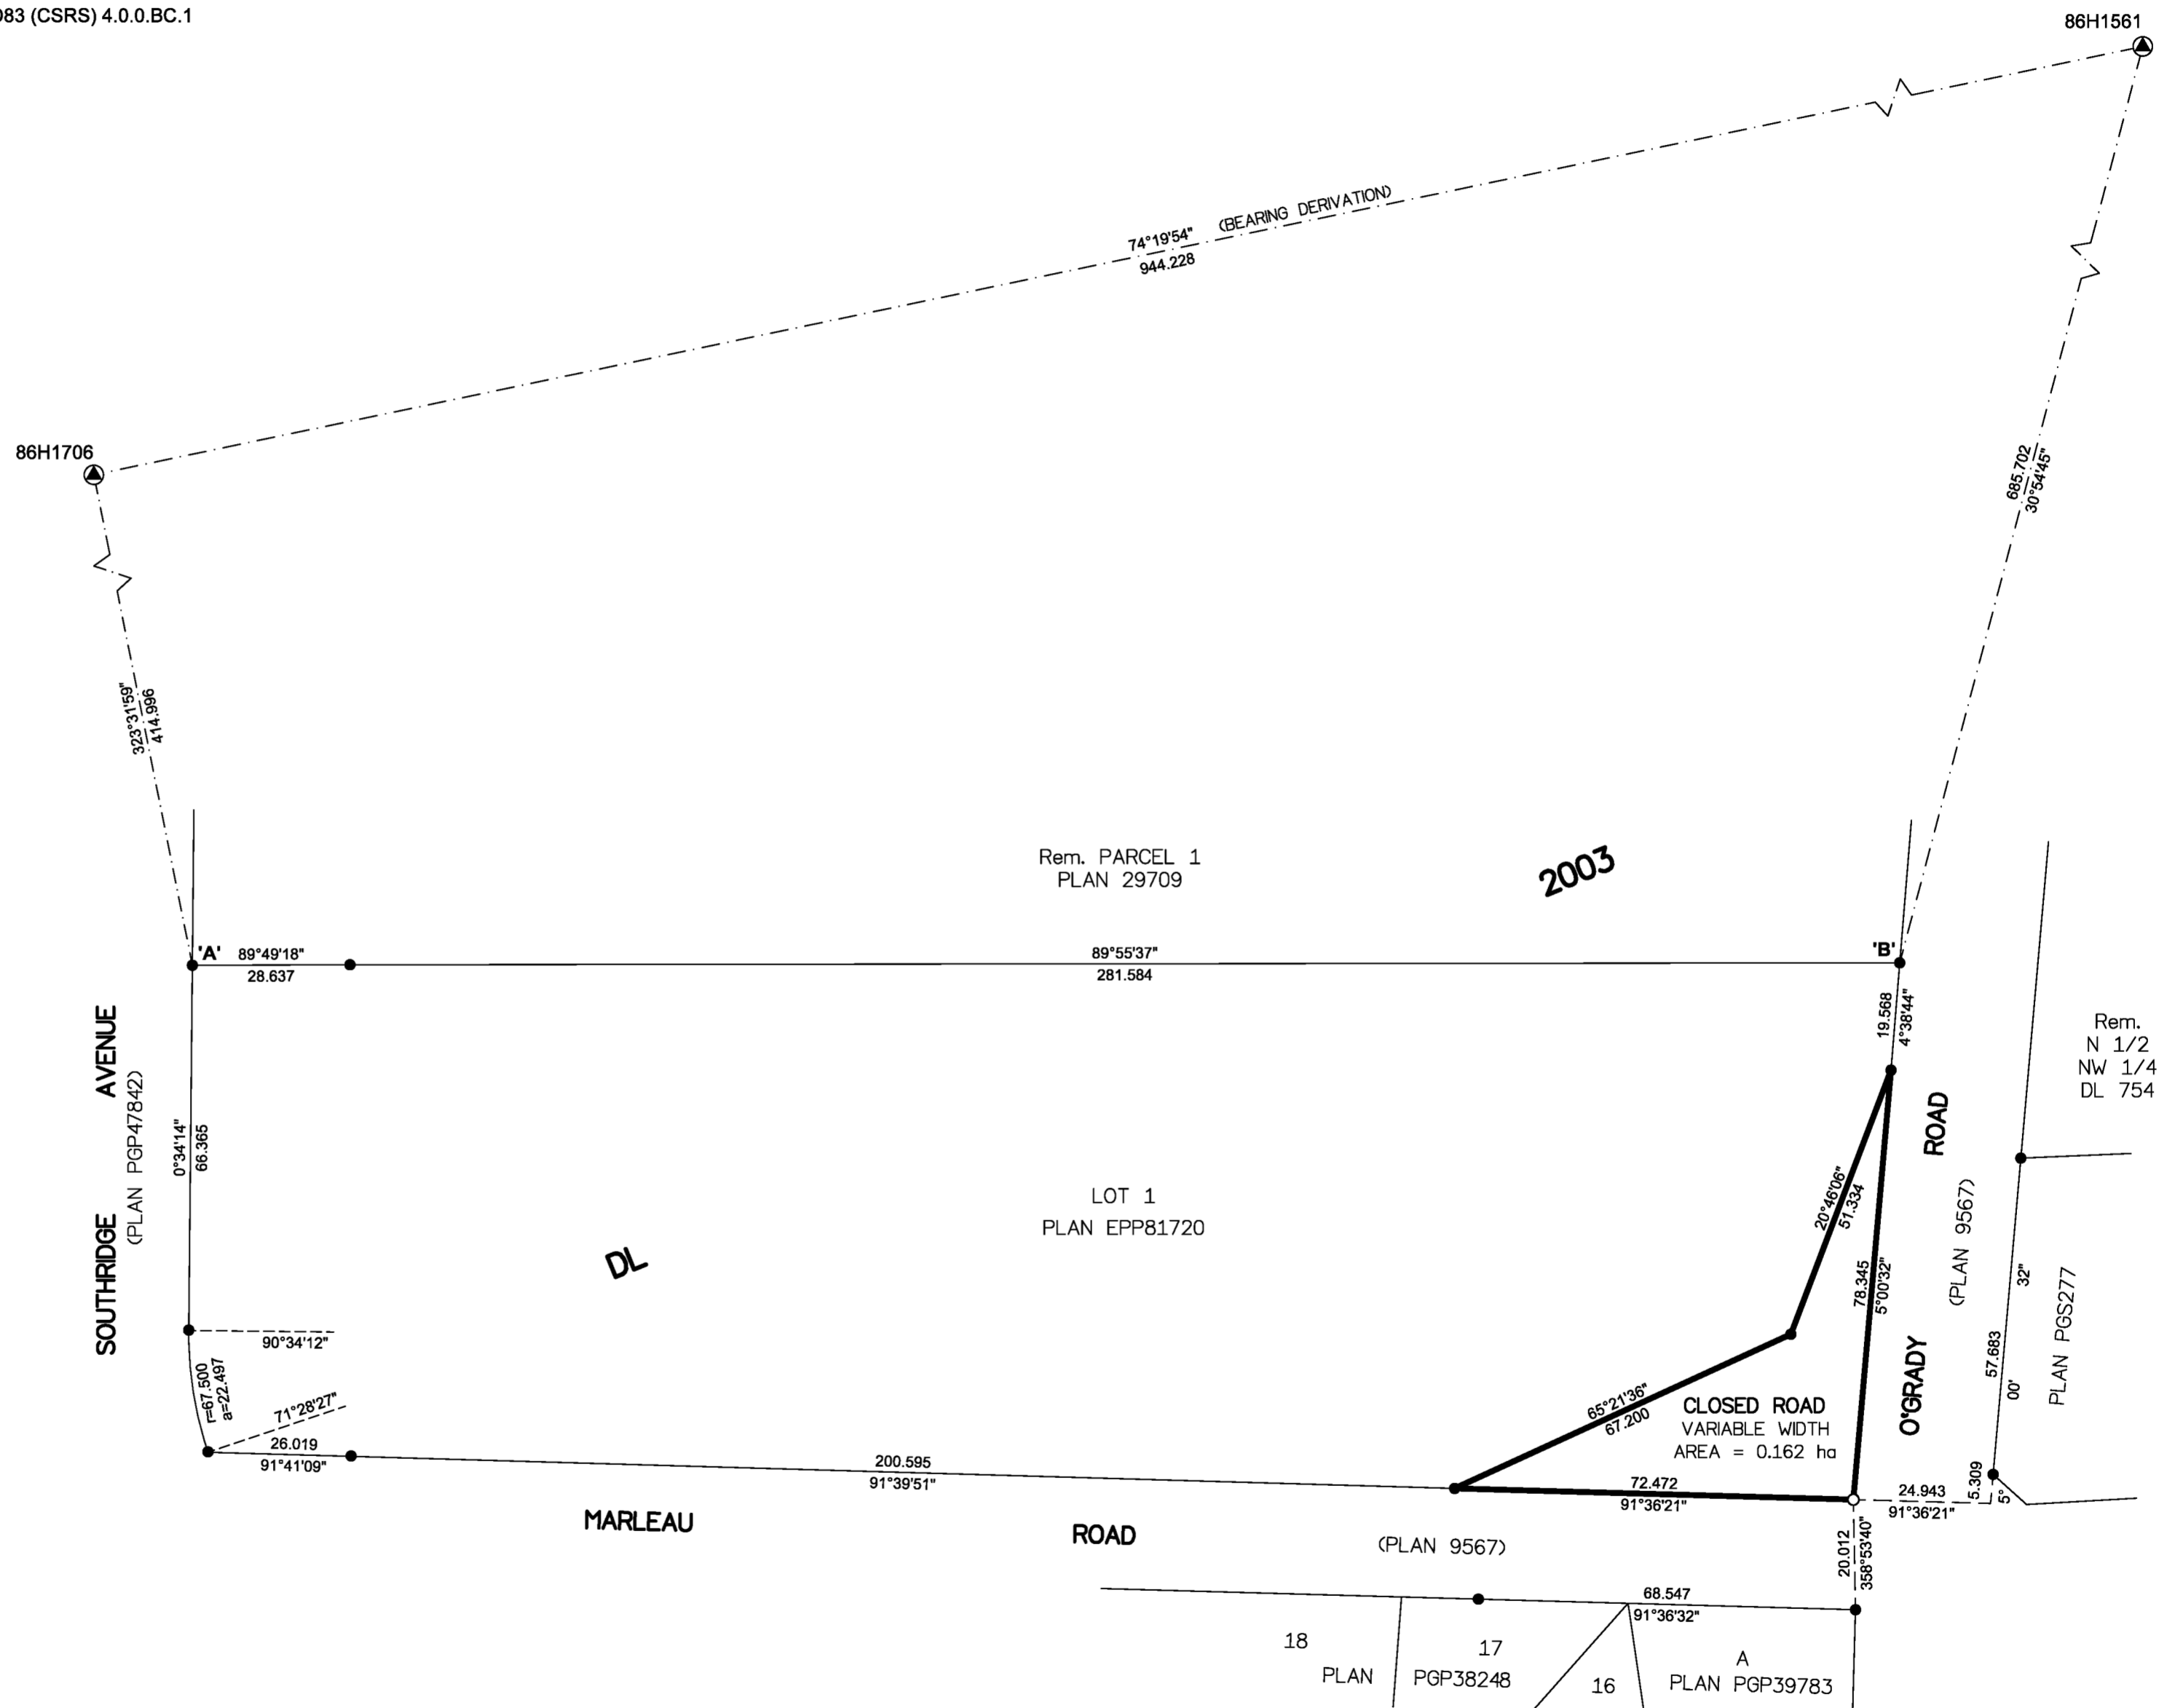 D83 (CSRS) 4.0.0.BC.1
86H1561
74°19'54" (BEARING DERIVATION)
944.228
86H1706
685.702
30°54'45"
323°31'59"
414.996
Rem. PARCEL 1
PLAN 29709
2003
'A' 89°49'18"
28.637
89°55'37"
281.584
'B'
19.568
4°38'44"
Rem.
N 1/2
NW 1/4
DL 754
SOUTHRIDGE AVENUE
(PLAN PGP47842)
0°34'14"
66.365
LOT 1
PLAN EPP81720
DL
20°46'06"
51.334
78.345
5°00'32"
O'GRADY ROAD
(PLAN 9567)
57.683
5° 00' 32"
PLAN PGS277
90°34'12"
r=67.500
a=22.497
71°28'27"
26.019
91°41'09"
200.595
91°39'51"
65°21'36"
67.200
CLOSED ROAD
VARIABLE WIDTH
AREA = 0.162 ha
72.472
91°36'21"
24.943
91°36'21"
5.309
MARLEAU ROAD
(PLAN 9567)
20.012
358°53'40"
68.547
91°36'32"
18
17
PLAN PGP38248
16
A
PLAN PGP39783